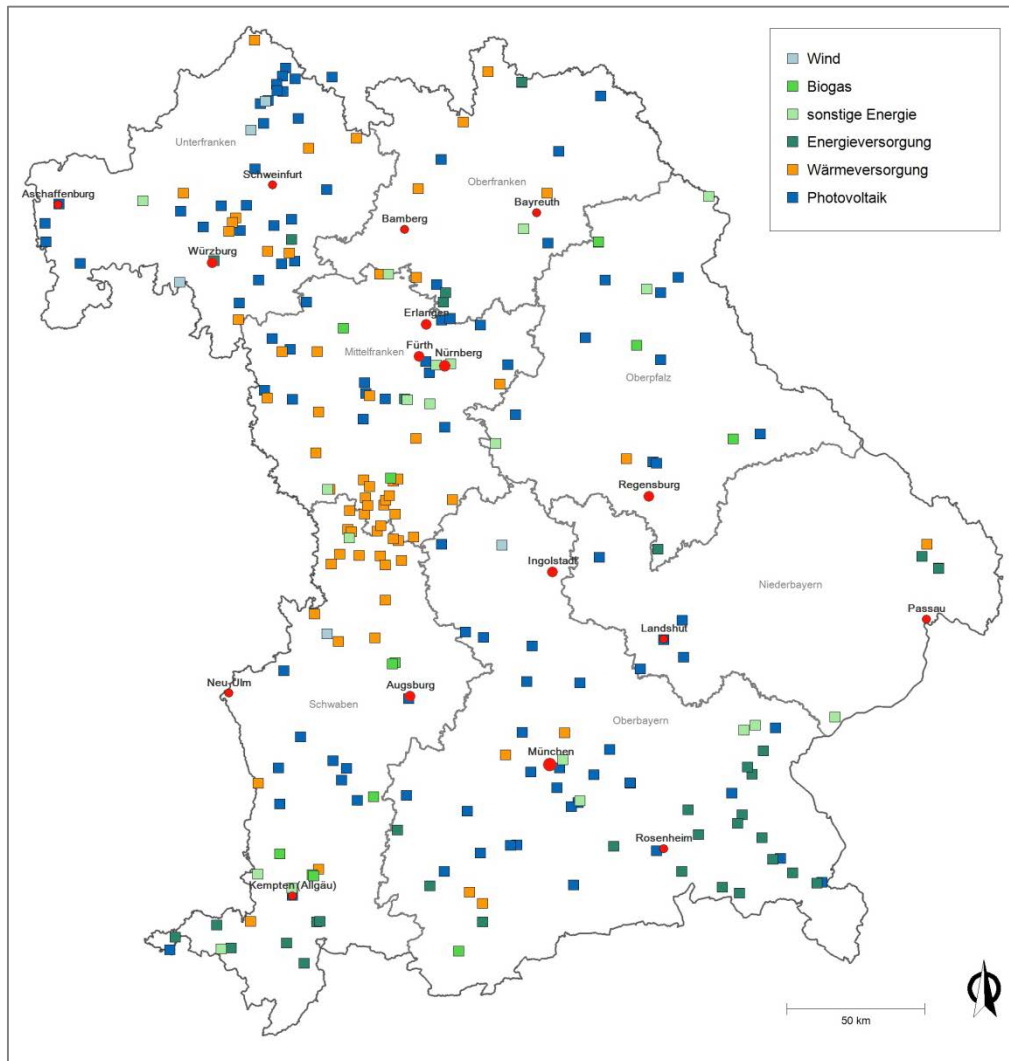 Wind
Biogas
sonstige Energie
Energieversorgung
Wärmeversorgung
Photovoltaik
Unterfranken
Schweinfurt
Aschaffenburg
Oberfranken
Bayreuth
Bamberg
Würzburg
Erlangen
Fürth
Mittelfranken
Nürnberg
Oberpfalz
Regensburg
Ingolstadt
Niederbayern
Passau
Landshut
Neu-Ulm
Augsburg
Schwaben
Oberbayern
München
Rosenheim
Kempten (Allgäu)
50 km